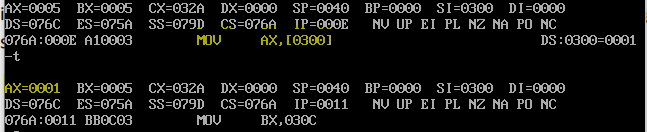 AX=0005 BX=0005 CX=032A DX=0000 SP=0040 BP=0000 SI=0300 DI=0000
DS=076C ES=075A SS=079D CS=076A IP=000E NV UP EI PL NZ NA PO NC
076A:000E A10003 MOV AX,[0300] DS:0300=0001
-t
AX=0001 BX=0005 CX=032A DX=0000 SP=0040 BP=0000 SI=0300 DI=0000
DS=076C ES=075A SS=079D CS=076A IP=0011 NV UP EI PL NZ NA PO NC
076A:0011 BB0C03 MOV BX,030C